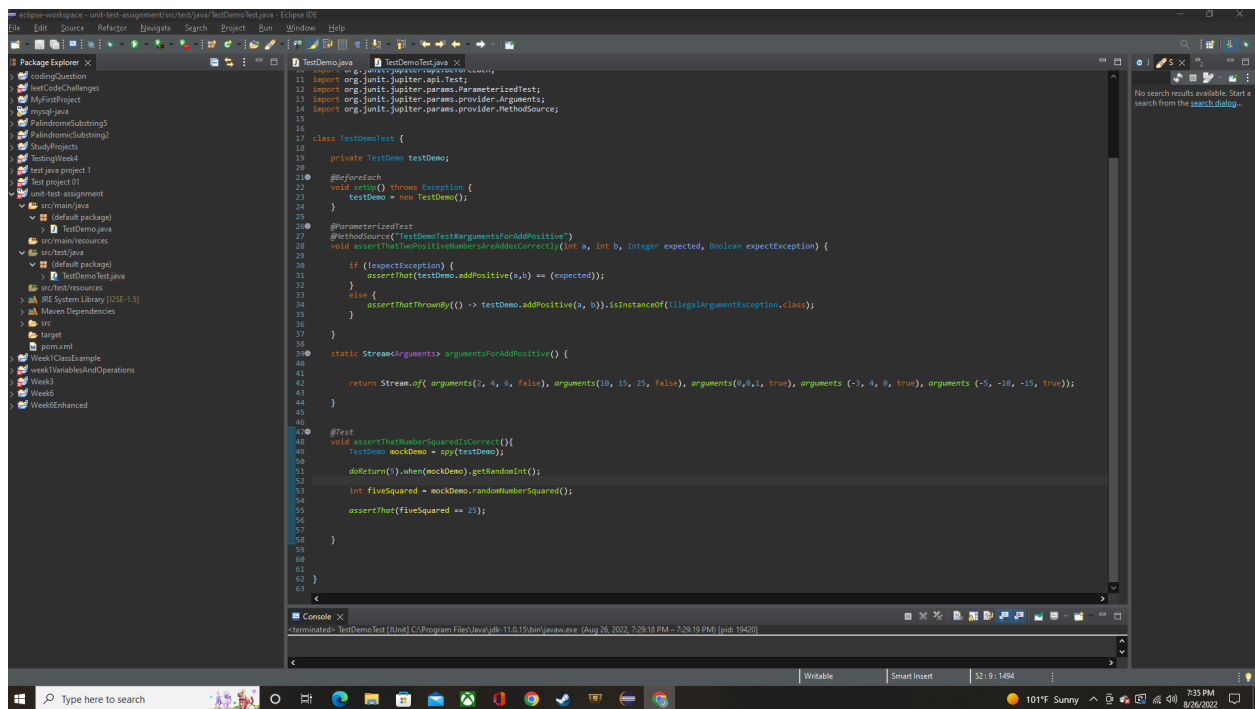 eclipse-workspace - unit-test-assignment/src/test/java/TestDemoTest.java - Eclipse IDE
File Edit Source Refactor Navigate Search Project Run Window Help
Package Explorer
codingQuestion
leetCodeChallenges
MyFirstProject
mysql-java
PalindromeSubstring5
PalindromicSubstring2
StudyProjects
TestingWeek4
test java project 1
Test project 01
unit-test-assignment
src/main/java
(default package)
TestDemo.java
src/main/resources
src/test/java
(default package)
TestDemoTest.java
src/test/resources
JRE System Library [J2SE-1.5]
Maven Dependencies
src
target
pom.xml
Week1ClassExample
week1VariablesAndOperations
Week3
Week6
Week6Enhanced
TestDemo.java TestDemoTest.java
10 import org.junit.jupiter.api.BeforeEach;
11 import org.junit.jupiter.api.Test;
12 import org.junit.jupiter.params.ParameterizedTest;
13 import org.junit.jupiter.params.provider.Arguments;
14 import org.junit.jupiter.params.provider.MethodSource;
15
16
17 class TestDemoTest {
18
19 private TestDemo testDemo;
20
21 @BeforeEach
22 void setUp() throws Exception {
23 testDemo = new TestDemo();
24 }
25
26 @ParameterizedTest
27 @MethodSource("TestDemoTest#argumentsForAddPositive")
28 void assertThatTwoPositiveNumbersAreAddecCorrectly(int a, int b, Integer expected, Boolean expectException) {
29
30 if (!expectException) {
31 assertThat(testDemo.addPositive(a,b) == (expected));
32 }
33 else {
34 assertThatThrownBy(() -> testDemo.addPositive(a, b)).isInstanceOf(IllegalArgumentException.class);
35 }
36
37 }
38
39 static Stream<Arguments> argumentsForAddPositive() {
40
41
42 return Stream.of( arguments(2, 4, 6, false), arguments(10, 15, 25, false), arguments(0,0,1, true), arguments (-3, 4, 0, true), arguments (-5, -10, -15, true));
43
44 }
45
46
47 @Test
48 void assertThatNumberSquaredIsCorrect(){
49 TestDemo mockDemo = spy(testDemo);
50
51 doReturn(5).when(mockDemo).getRandomInt();
52
53 int fiveSquared = mockDemo.randomNumberSquared();
54
55 assertThat(fiveSquared == 25);
56
57
58 }
59
60
61
62 }
63
J S 2
No search results available. Start a
search from the search dialog...
Console
<terminated> TestDemoTest [JUnit] C:\Program Files\Java\jdk-11.0.15\bin\javaw.exe (Aug 26, 2022, 7:29:18 PM – 7:29:19 PM) [pid: 19420]
Writable Smart Insert 52 : 9 : 1494
Type here to search
101°F Sunny
7:35 PM
8/26/2022